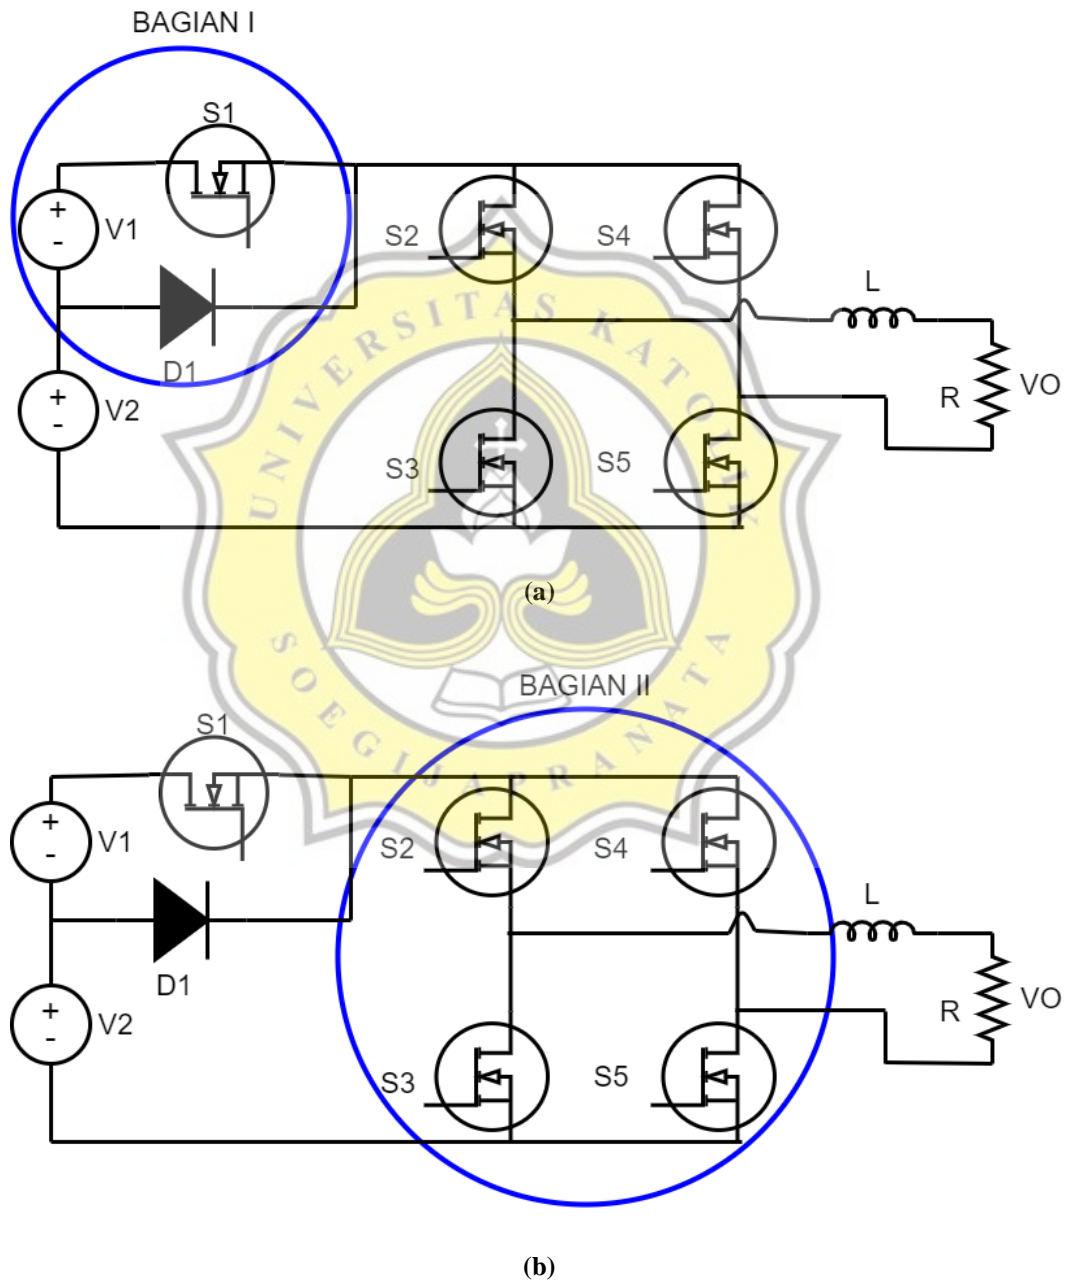 BAGIAN I
S1
+
-
V1
S2
S4
D1
L
+
-
V2
R
VO
S3
S5
UNIVERSITAS KATOLIK
SOEGIJAPRANATA
(a)
BAGIAN II
S1
+
-
V1
S2
S4
L
D1
+
-
V2
R
VO
S3
S5
(b)